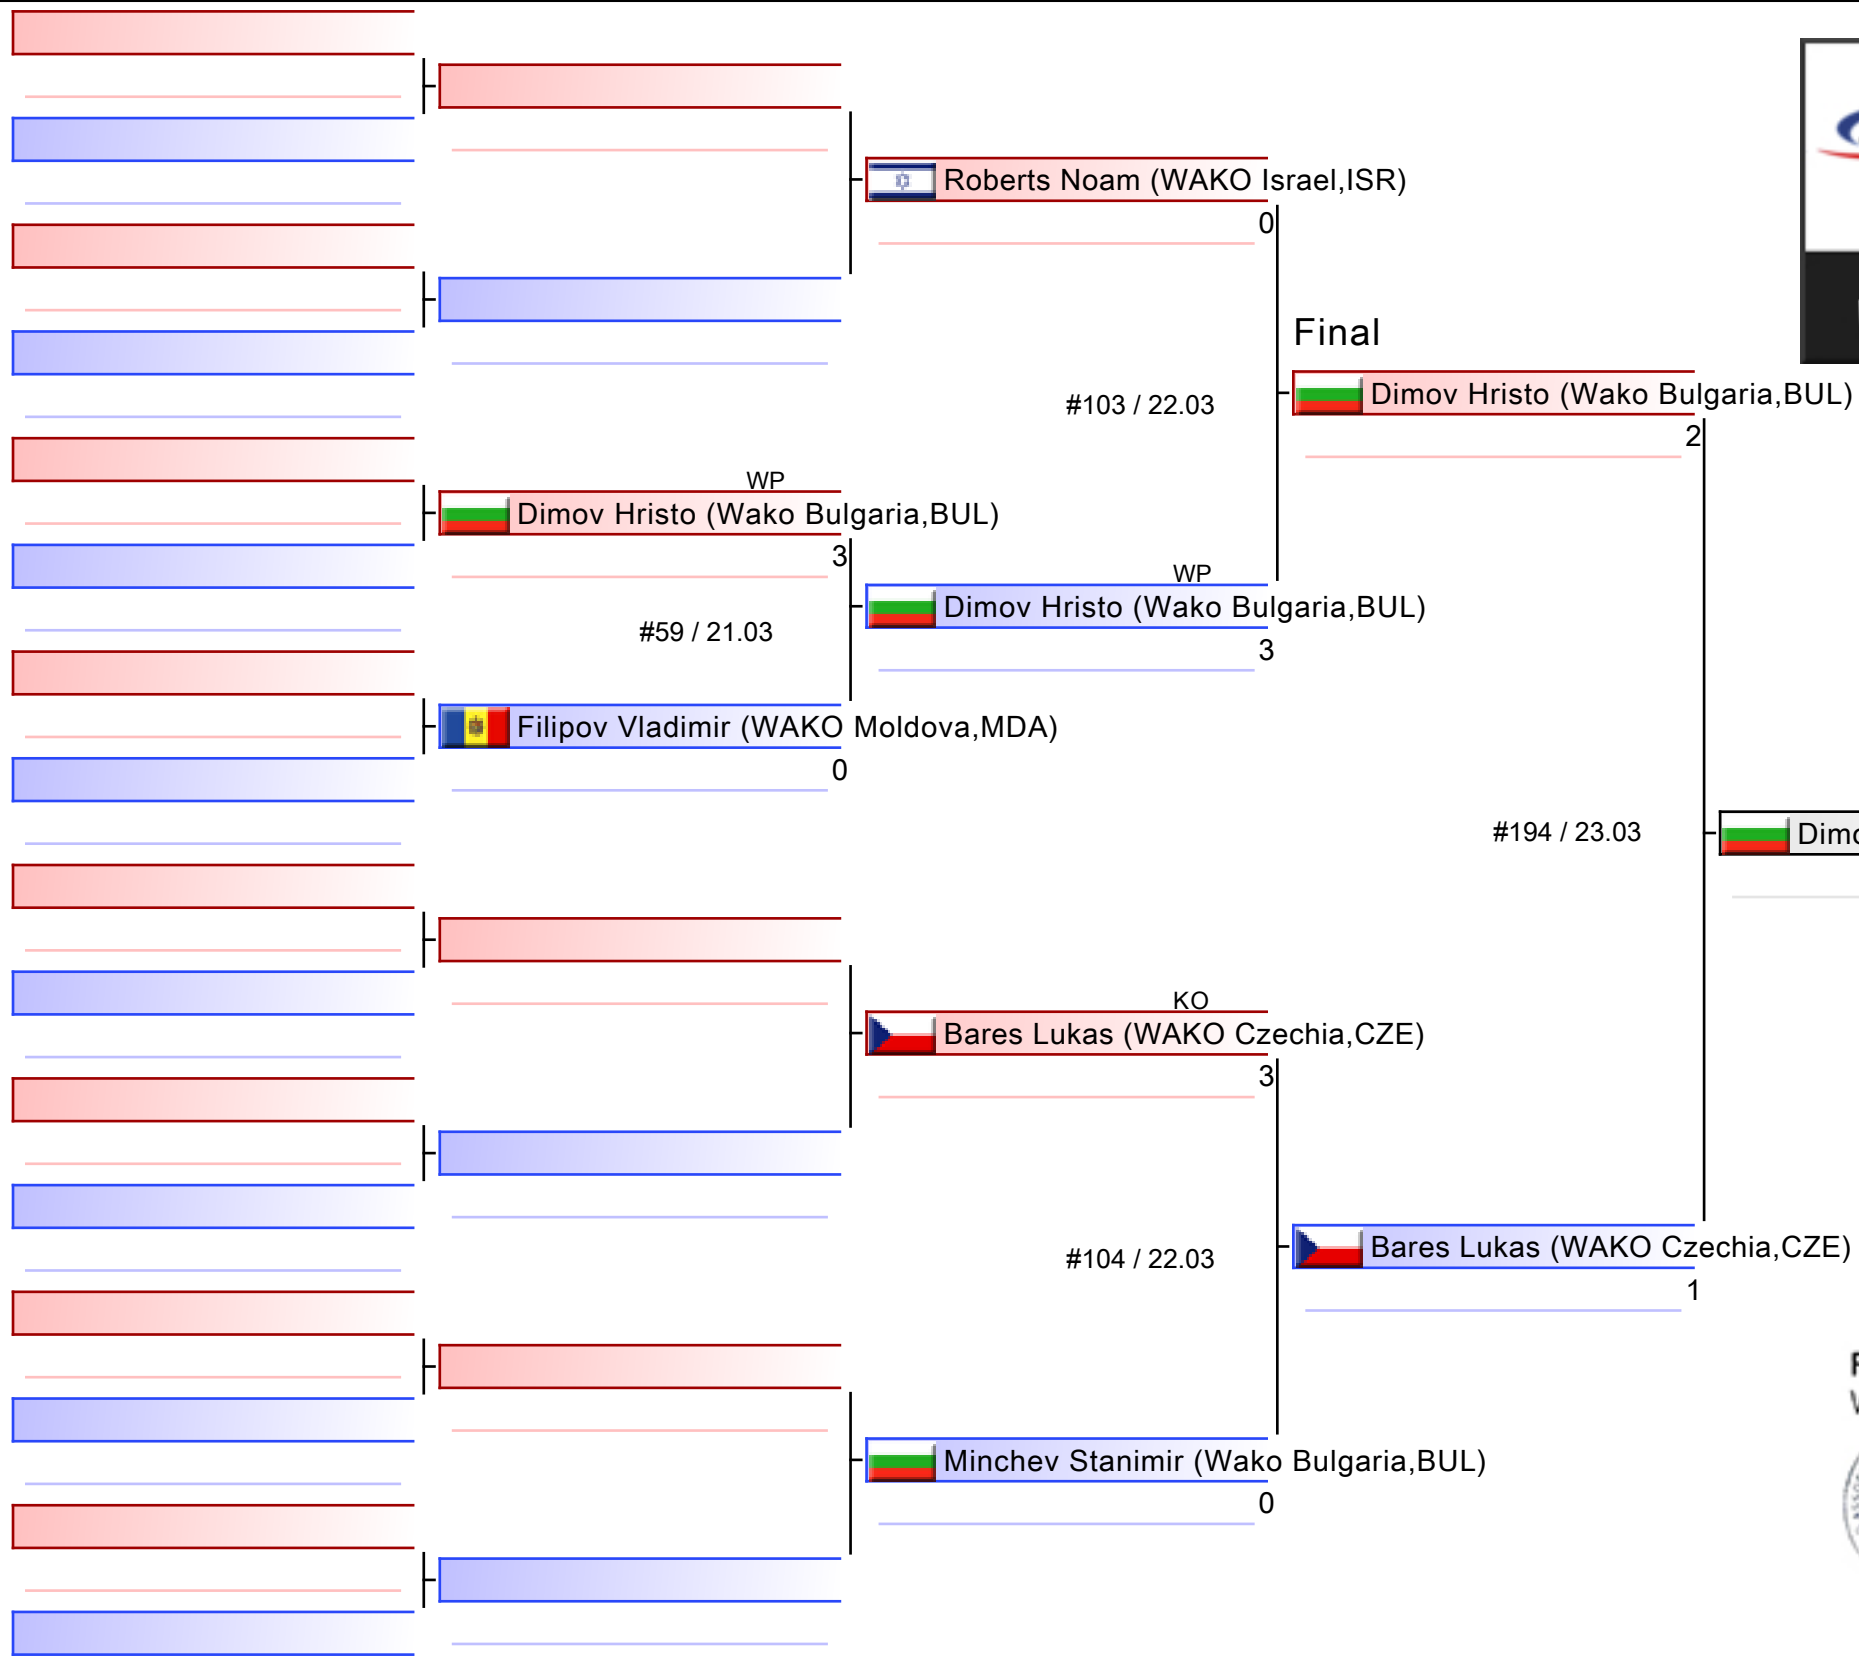 Roberts Noam (WAKO Israel,ISR)
0
Final
#103 / 22.03
Dimov Hristo (Wako Bulgaria,BUL)
2
WP
Dimov Hristo (Wako Bulgaria,BUL)
3
WP
Dimov Hristo (Wako Bulgaria,BUL)
#59 / 21.03
3
Filipov Vladimir (WAKO Moldova,MDA)
0
#194 / 23.03
Dimo
KO
Bares Lukas (WAKO Czechia,CZE)
3
#104 / 22.03
Bares Lukas (WAKO Czechia,CZE)
1
Minchev Stanimir (Wako Bulgaria,BUL)
0